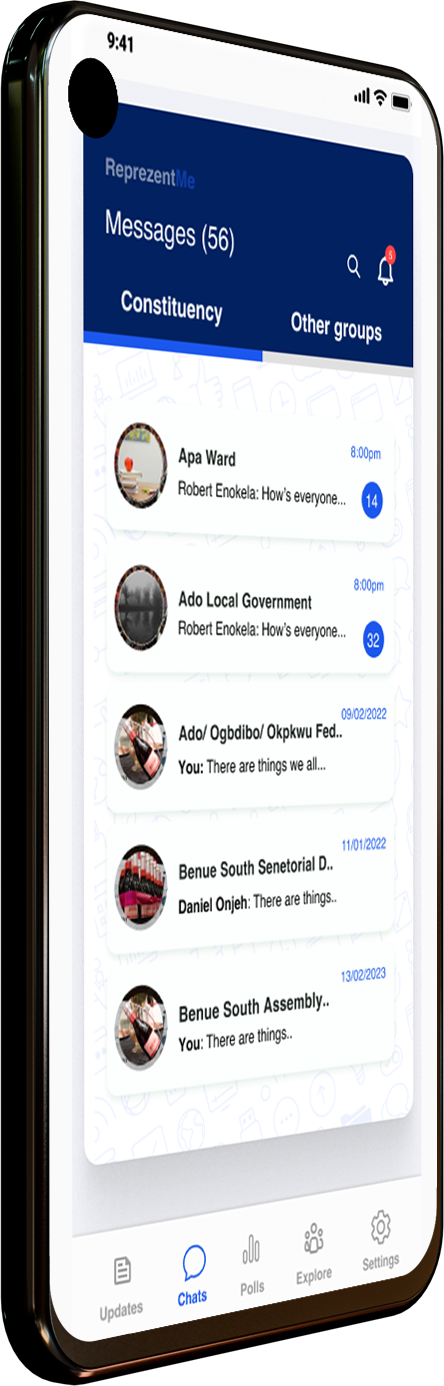 9:41
ReprezentMe
Messages (56)
5
Constituency
Other groups
Apa Ward
8:00pm
Robert Enokela: How's everyone...
14
Ado Local Government
8:00pm
Robert Enokela: How's everyone...
32
09/02/2022
Ado/ Ogbdibo/ Okpkwu Fed..
You: There are things we all...
11/01/2022
Benue South Senetorial D..
Daniel Onjeh: There are things..
13/02/2023
Benue South Assembly..
You: There are things..
Updates
Chats
Polls
Explore
Settings